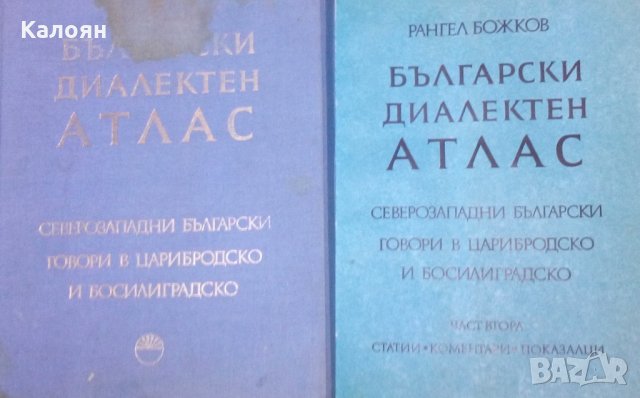 Калоян
БЪЛГАРСКИ
ДИАЛЕКТЕН
АТЛАС
СЕВЕРОЗАПАДНИ БЪЛГАРСКИ
ГОВОРИ В ЦАРИБРОДСКО
И БОСИЛИГРАДСКО
РАНГЕЛ БОЖКОВ
БЪЛГАРСКИ
ДИАЛЕКТЕН
АТЛАС
СЕВЕРОЗАПАДНИ БЪЛГАРСКИ
ГОВОРИ В ЦАРИБРОДСКО
И БОСИЛИГРАДСКО
ЧАСТ ВТОРА
СТАТИИ • КОМЕНТАРИ • ПОКАЗАЛЦИ
BAZAR